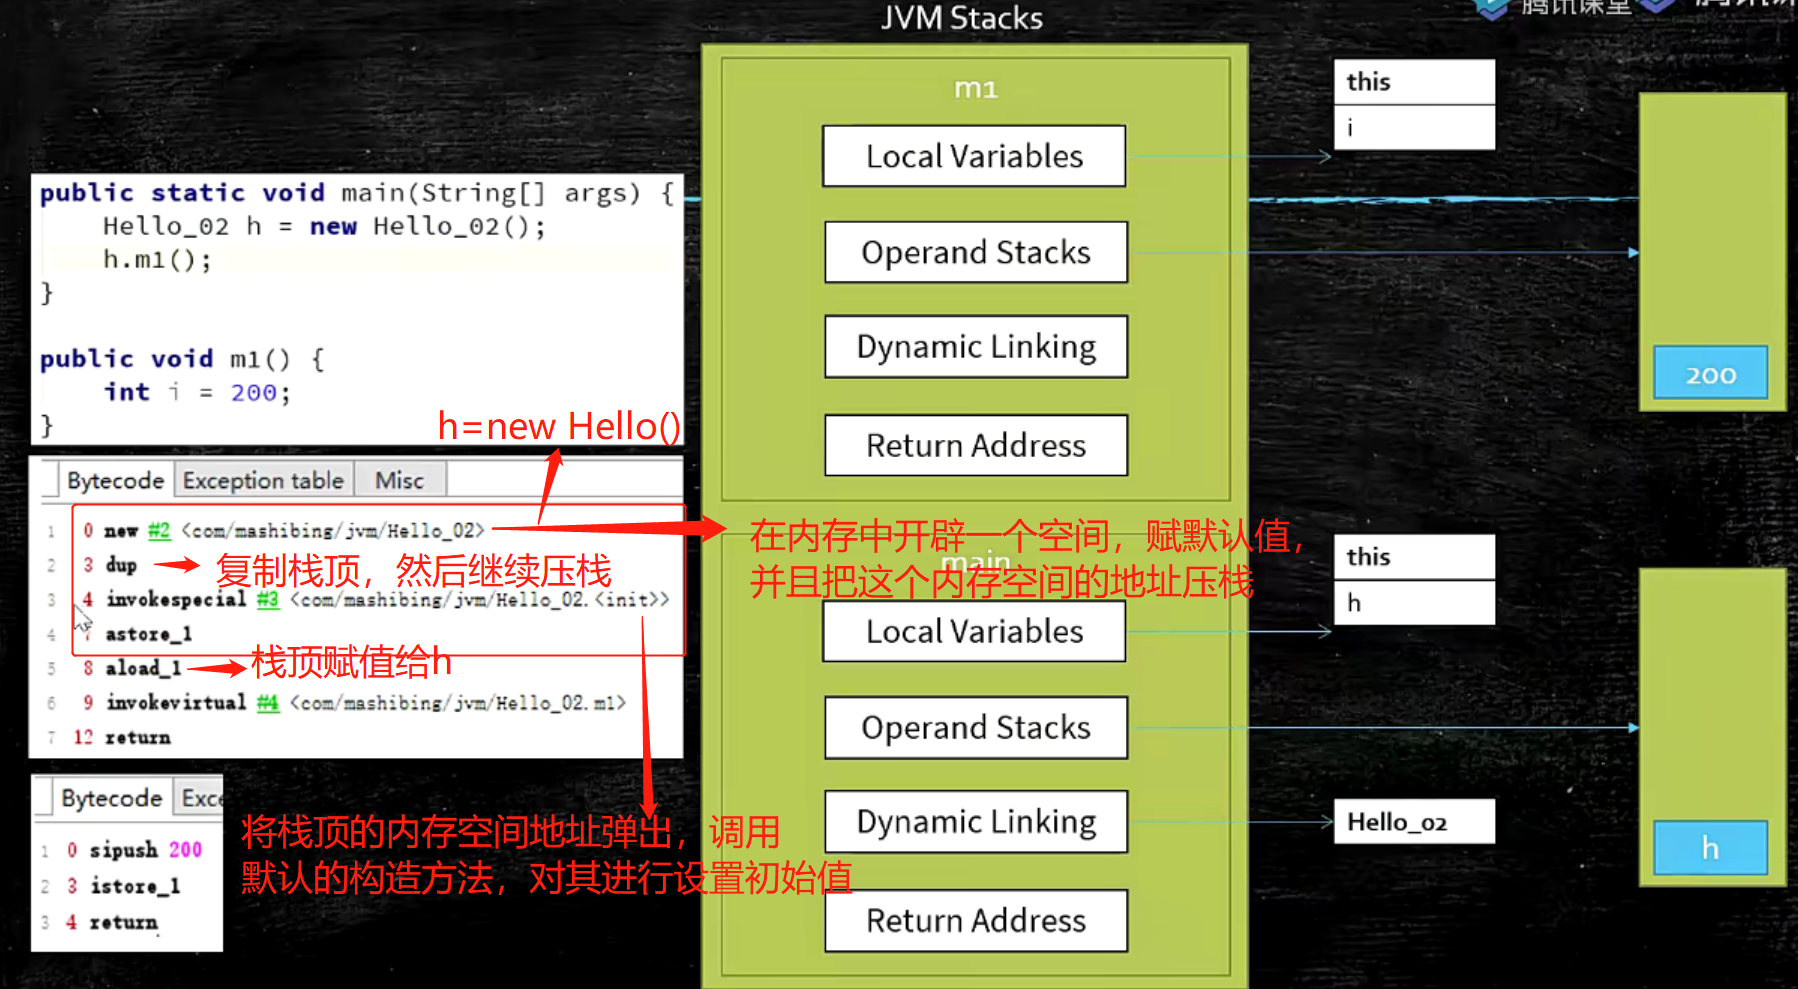 JVM Stacks
腾讯课堂
public static void main(String[] args) {
Hello_02 h = new Hello_02();
h.m1();
}
public void m1() {
int i = 200;
}
h=new Hello()
Bytecode Exception table Misc
1 0 new #2 <com/mashibing/jvm/Hello_02>
2 3 dup
复制栈顶，然后继续压栈
3 4 invokespecial #3 <com/mashibing/jvm/Hello_02.<init>>
4 7 astore_1
5 8 aload_1
栈顶赋值给h
6 9 invokevirtual #4 <com/mashibing/jvm/Hello_02.m1>
7 12 return
Bytecode Exce
1 0 sipush 200
2 3 istore_1
3 4 return
将栈顶的内存空间地址弹出，调用
默认的构造方法，对其进行设置初始值
m1
Local Variables
Operand Stacks
Dynamic Linking
Return Address
this
i
200
在内存中开辟一个空间，赋默认值，
并且把这个内存空间的地址压栈
main
Local Variables
Operand Stacks
Dynamic Linking
Return Address
this
h
Hello_02
h